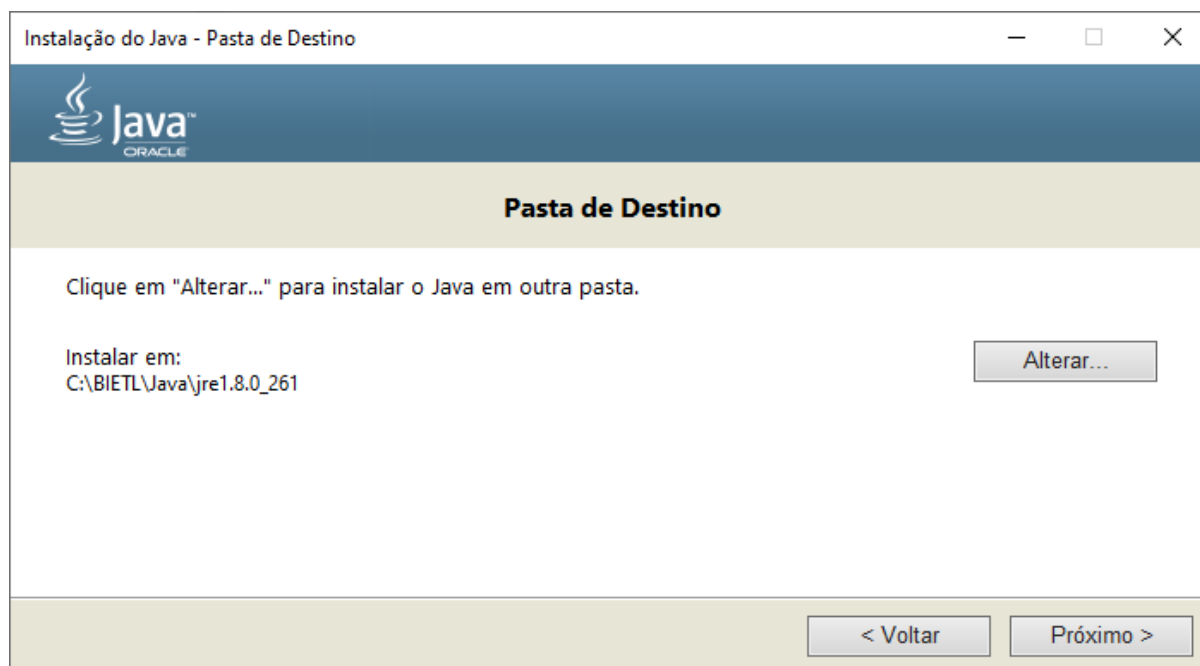 Instalação do Java - Pasta de Destino
Java™
ORACLE
Pasta de Destino
Clique em "Alterar..." para instalar o Java em outra pasta.
Instalar em:
C:\BIETL\Java\jre1.8.0_261
Alterar...
< Voltar
Próximo >